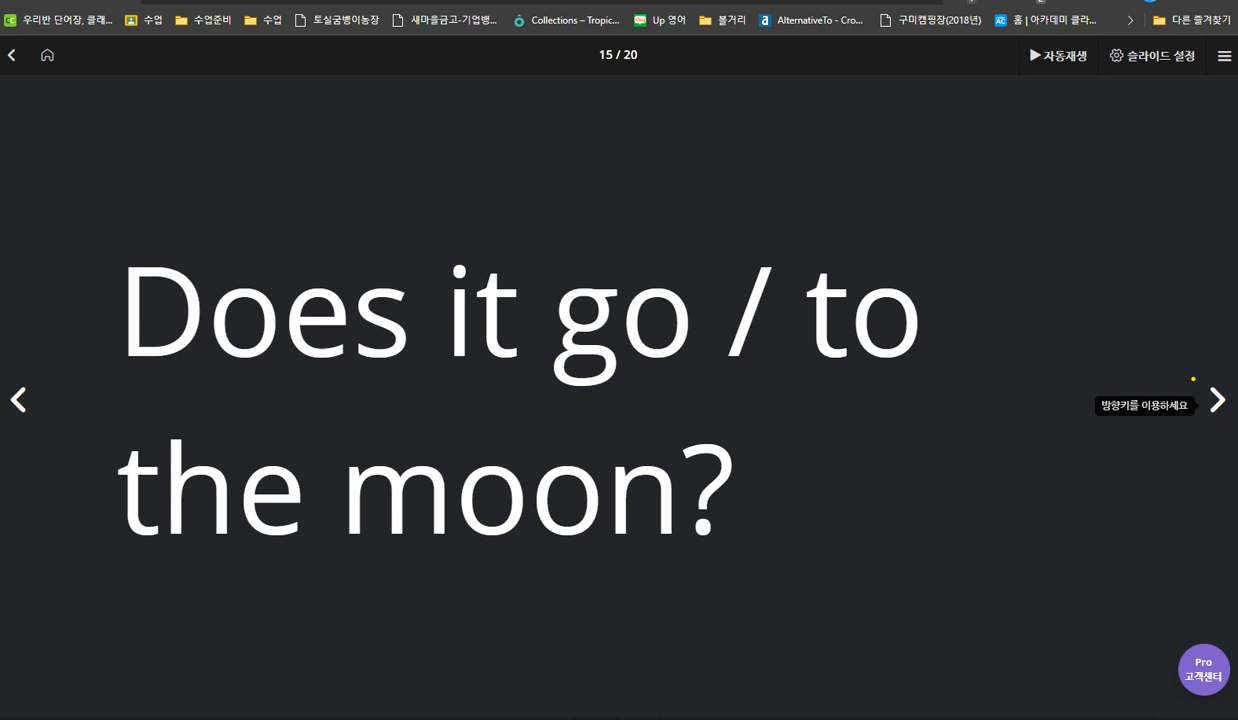 우리반 단어장, 클래... 수업 수업준비 수업 토실굼벵이농장 새마을금고-기업뱅... Collections – Tropic... Up 영어 볼거리 AlternativeTo - Cro... 구미캠핑장(2018년) 홈 | 아카데미 클라... 다른 즐겨찾기
15 / 20 자동재생 슬라이드 설정
Does it go / to
the moon?
방향키를 이용하세요
Pro
고객센터